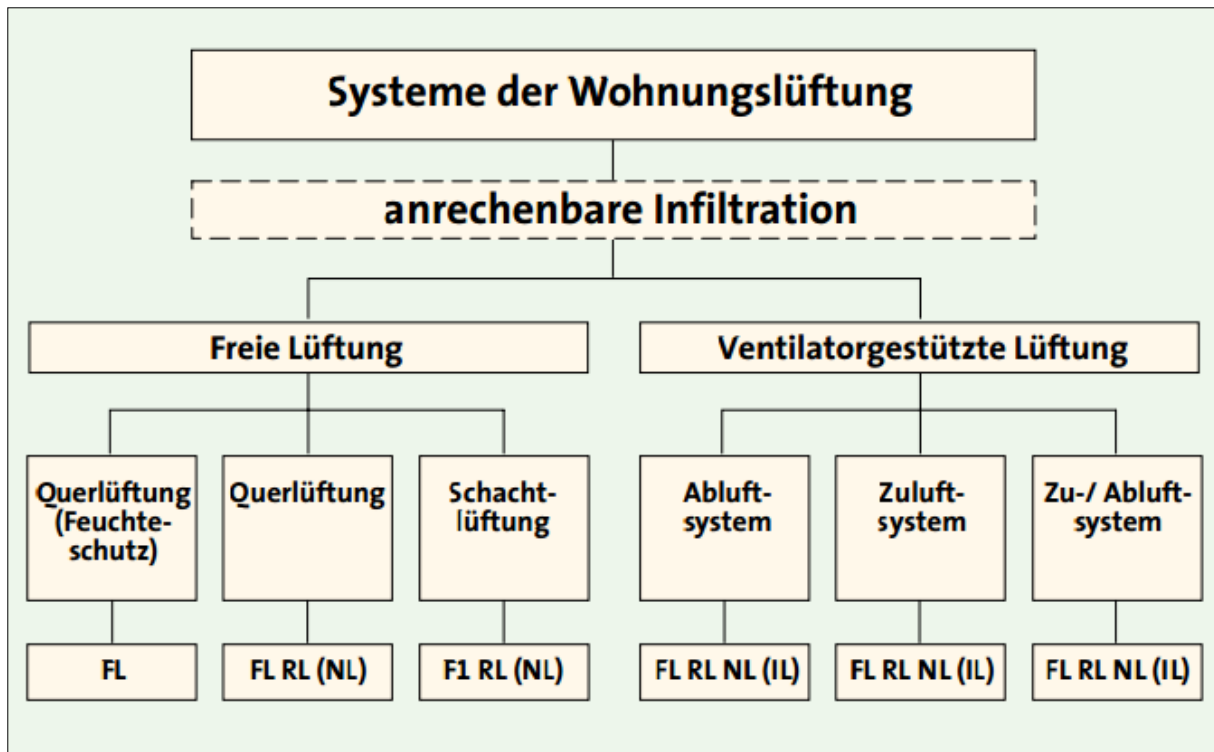 Systeme der Wohnungslüftung
anrechenbare Infiltration
Freie Lüftung
Ventilatorgestützte Lüftung
Querlüftung
(Feuchte-
schutz)
Querlüftung
Schacht-
lüftung
Abluft-
system
Zuluft-
system
Zu-/ Abluft-
system
FL
FL RL (NL)
F1 RL (NL)
FL RL NL (IL)
FL RL NL (IL)
FL RL NL (IL)